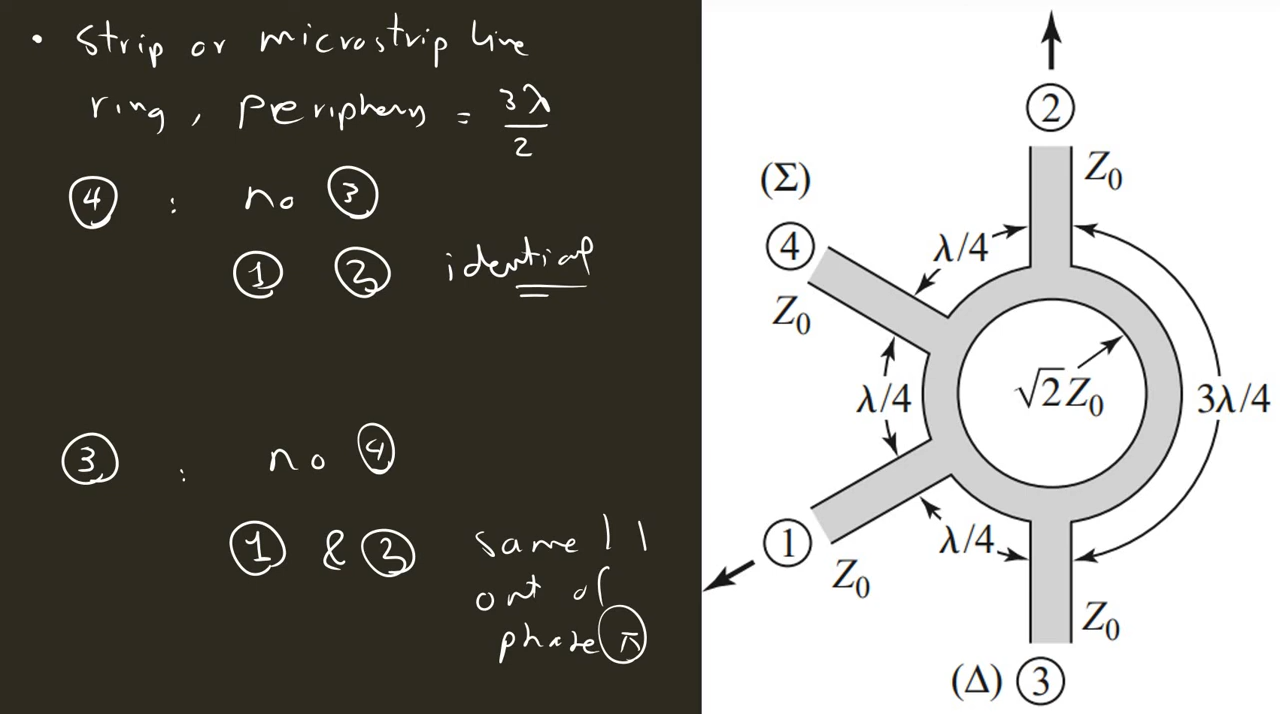 • Strip or microstrip line
ring, Periphery = 3λ/2
④ : no ③
① ② identical
③ : no ④
① & ② same | |
out of
phase π
②
Z₀
(Σ)
④
λ/4
Z₀
λ/4
√2Z₀
3λ/4
①
Z₀
λ/4
Z₀
(Δ) ③